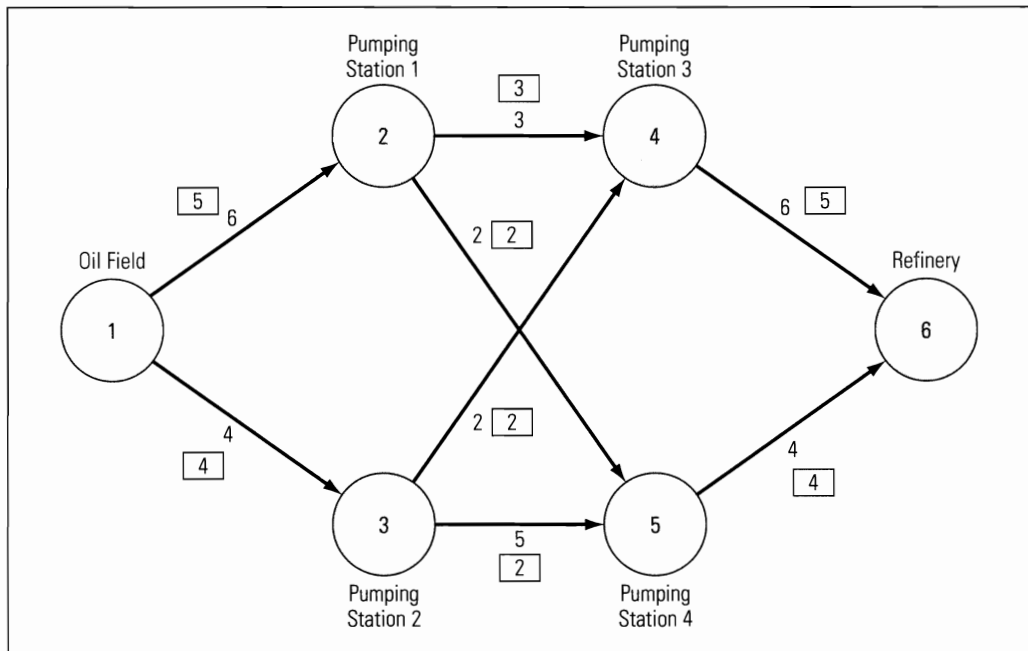 Pumping
Station 1
Pumping
Station 3
3
3
2
4
5
6
2 2
6 5
Oil Field
Refinery
1
6
4
4
2 2
4
4
3
5
5
2
Pumping
Station 2
Pumping
Station 4